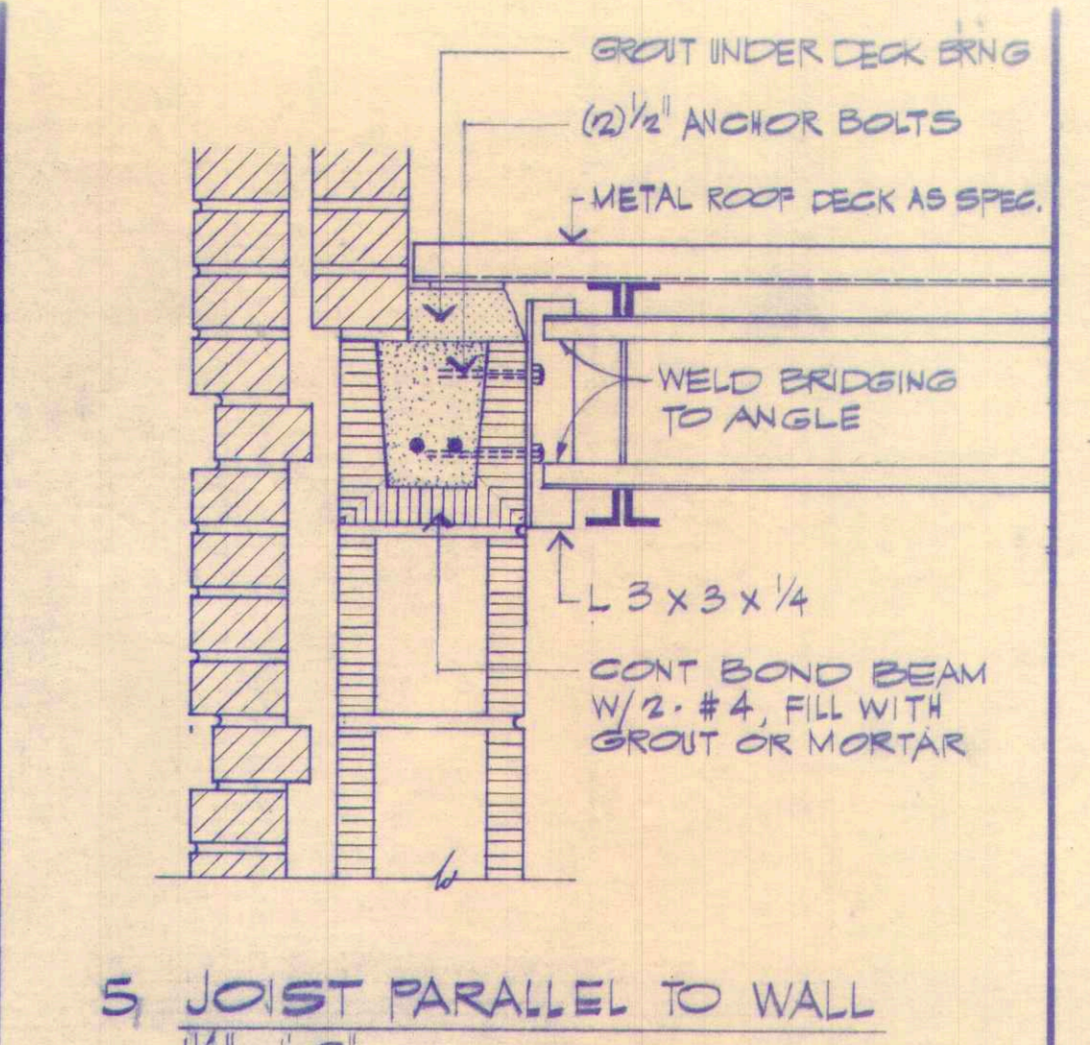 GROUT UNDER DECK BRNG
(2) 1/2" ANCHOR BOLTS
METAL ROOF DECK AS SPEC.
WELD BRIDGING
TO ANGLE
L 3 x 3 x 1/4
CONT BOND BEAM
W/ 2 - #4, FILL WITH
GROUT OR MORTAR
5 JOIST PARALLEL TO WALL